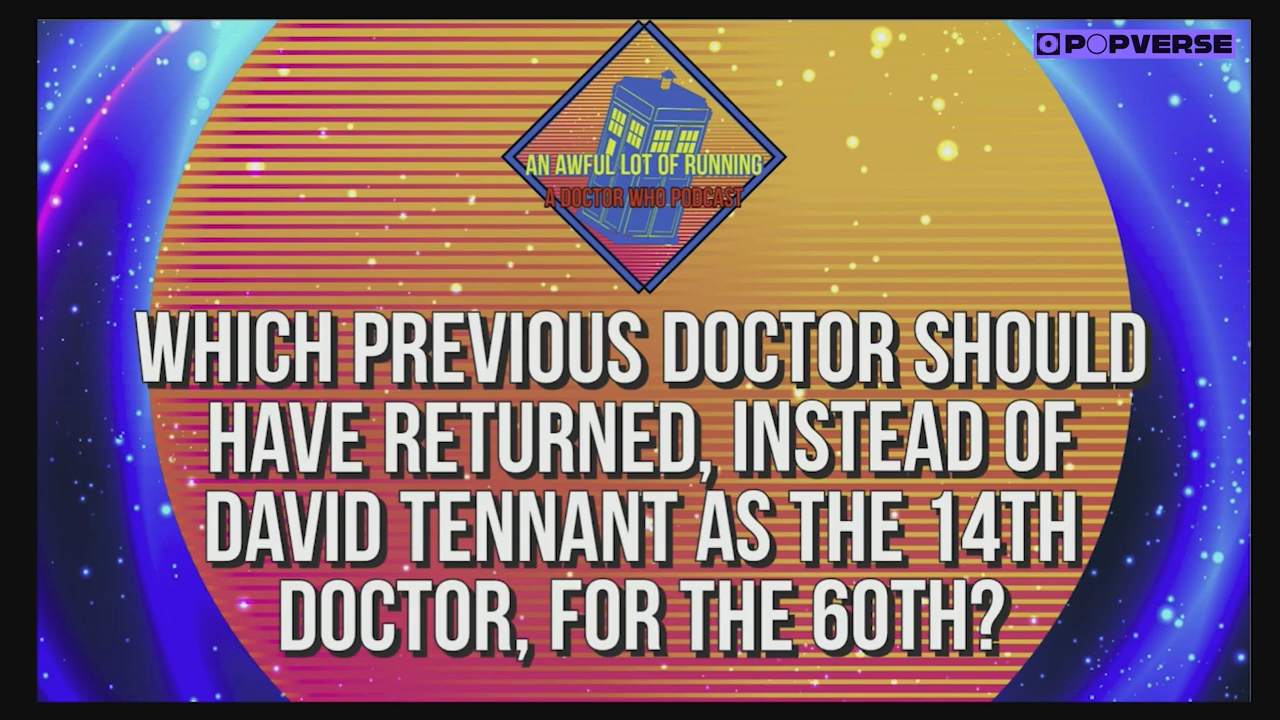 POPVERSE
AN AWFUL LOT OF RUNNING
A DOCTOR WHO PODCAST
WHICH PREVIOUS DOCTOR SHOULD
HAVE RETURNED, INSTEAD OF
DAVID TENNANT AS THE 14TH
DOCTOR, FOR THE 60TH?